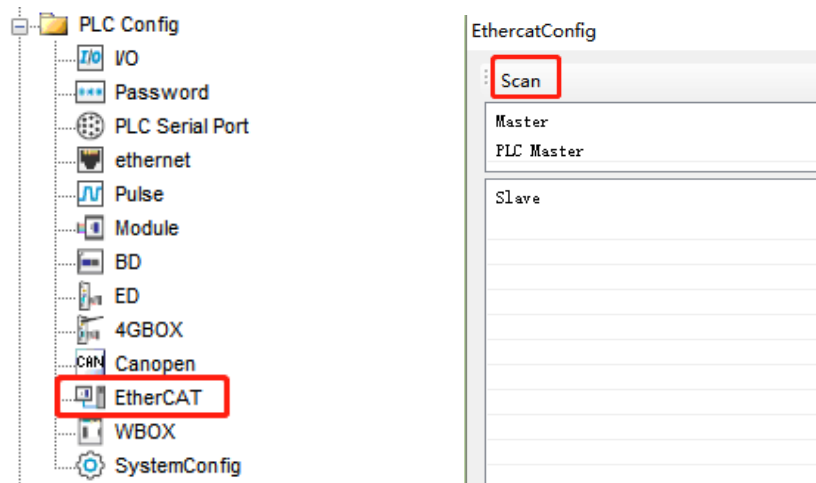 PLC Config
I/O I/O
Password
PLC Serial Port
ethernet
Pulse
Module
BD
ED
4GBOX
CAN Canopen
EtherCAT
WBOX
SystemConfig
EthercatConfig
Scan
Master
PLC Master
Slave